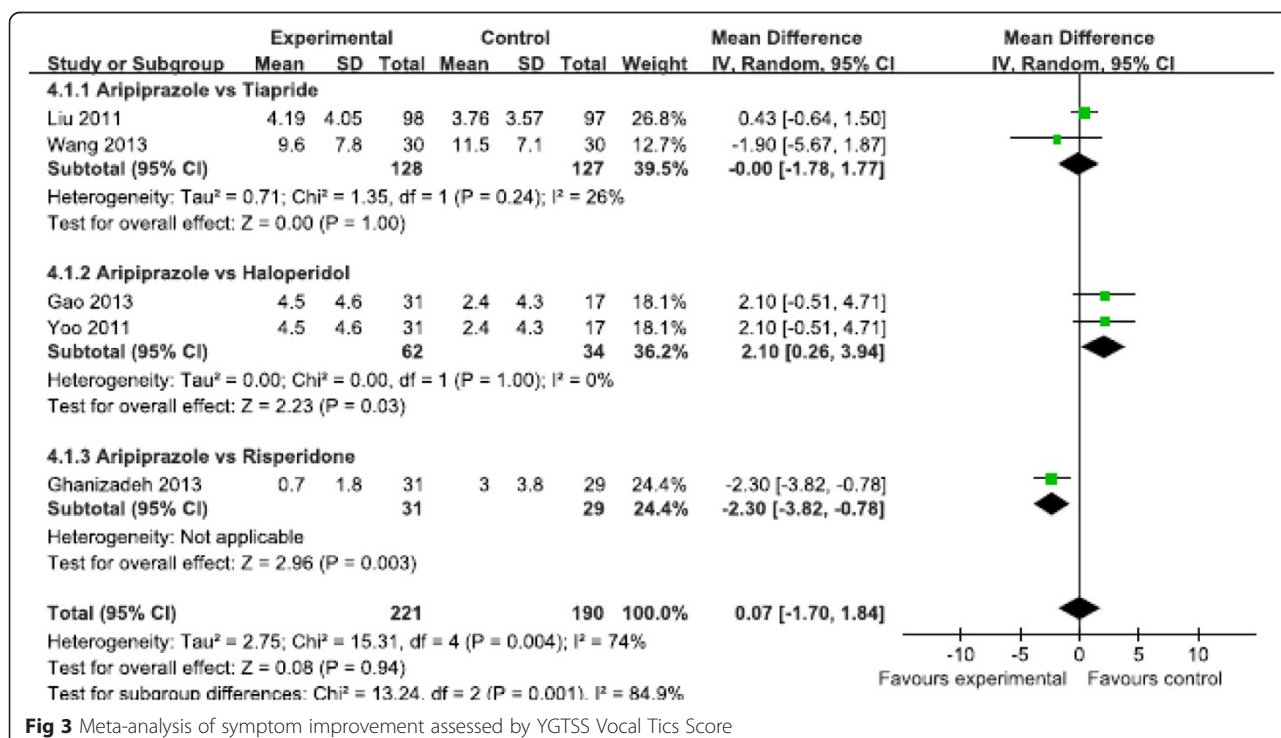 Experimental Control Mean Difference Mean Difference
Study or Subgroup Mean SD Total Mean SD Total Weight IV, Random, 95% CI IV, Random, 95% CI
4.1.1 Aripiprazole vs Tiapride
Liu 2011 4.19 4.05 98 3.76 3.57 97 26.8% 0.43 [-0.64, 1.50]
Wang 2013 9.6 7.8 30 11.5 7.1 30 12.7% -1.90 [-5.67, 1.87]
Subtotal (95% CI) 128 127 39.5% -0.00 [-1.78, 1.77]
Heterogeneity: Tau² = 0.71; Chi² = 1.35, df = 1 (P = 0.24); I² = 26%
Test for overall effect: Z = 0.00 (P = 1.00)
4.1.2 Aripiprazole vs Haloperidol
Gao 2013 4.5 4.6 31 2.4 4.3 17 18.1% 2.10 [-0.51, 4.71]
Yoo 2011 4.5 4.6 31 2.4 4.3 17 18.1% 2.10 [-0.51, 4.71]
Subtotal (95% CI) 62 34 36.2% 2.10 [0.26, 3.94]
Heterogeneity: Tau² = 0.00; Chi² = 0.00, df = 1 (P = 1.00); I² = 0%
Test for overall effect: Z = 2.23 (P = 0.03)
4.1.3 Aripiprazole vs Risperidone
Ghanizadeh 2013 0.7 1.8 31 3 3.8 29 24.4% -2.30 [-3.82, -0.78]
Subtotal (95% CI) 31 29 24.4% -2.30 [-3.82, -0.78]
Heterogeneity: Not applicable
Test for overall effect: Z = 2.96 (P = 0.003)
Total (95% CI) 221 190 100.0% 0.07 [-1.70, 1.84]
Heterogeneity: Tau² = 2.75; Chi² = 15.31, df = 4 (P = 0.004); I² = 74%
Test for overall effect: Z = 0.08 (P = 0.94)
Test for subgroup differences: Chi² = 13.24, df = 2 (P = 0.001), I² = 84.9%
-10 -5 0 5 10
Favours experimental Favours control
Fig 3 Meta-analysis of symptom improvement assessed by YGTSS Vocal Tics Score